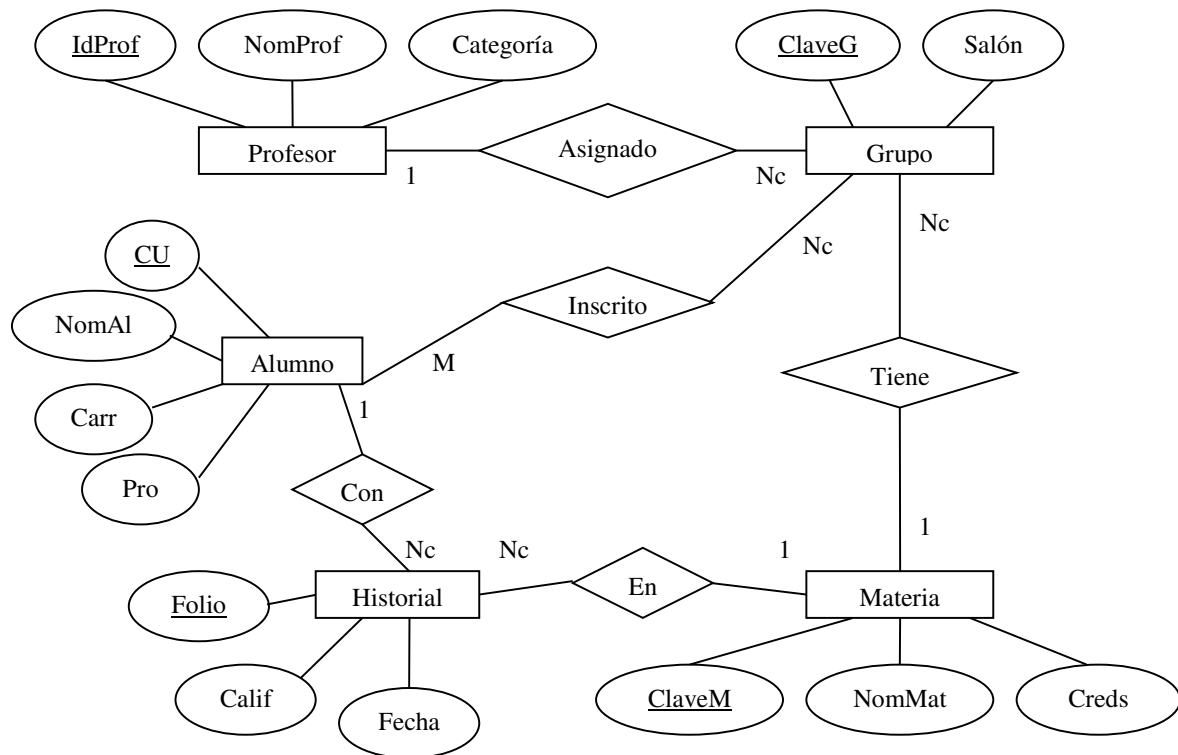 IdProf
NomProf
Categoría
ClaveG
Salón
Profesor
Asignado
Grupo
1
Nc
Nc
Nc
CU
Inscrito
NomAl
Alumno
M
Tiene
1
Carr
Pro
Con
1
Nc
Nc
1
En
Folio
Historial
Materia
Calif
Fecha
ClaveM
NomMat
Creds